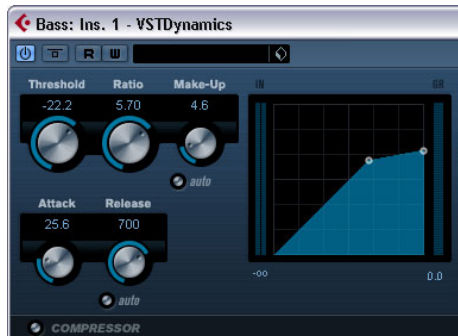 Bass: Ins. 1 - VSTDynamics
R W
Threshold Ratio Make-Up IN GR
-22.2 5.70 4.6
auto
Attack Release
25.6 700
-oo 0.0
auto
COMPRESSOR